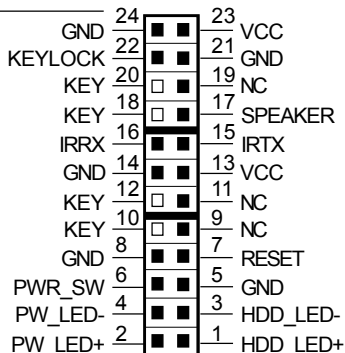 24 23
GND VCC
22 21
KEYLOCK GND
20 19
KEY NC
18 17
KEY SPEAKER
16 15
IRRX IRTX
14 13
GND VCC
12 11
KEY NC
10 9
KEY NC
8 7
GND RESET
6 5
PWR_SW GND
4 3
PW_LED- HDD_LED-
2 1
PW_LED+ HDD_LED+